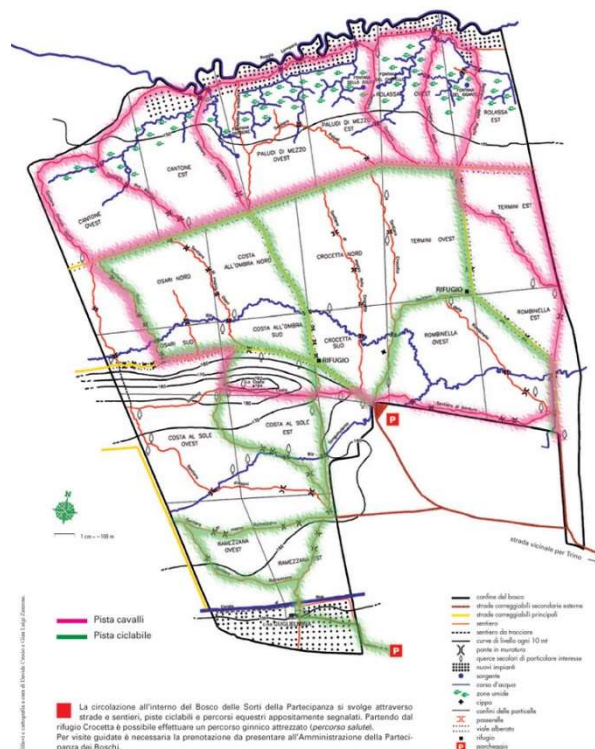 CANTONE
OVEST
CANTONE
EST
PALUDI DI MEZZO
OVEST
PALUDI DI MEZZO
EST
ROLASSA
OVEST
ROLASSA
EST
OSARI NORD
COSTA
ALL'OMBRA NORD
CROCETTA NORD
TERMINI OVEST
TERMINI EST
RIFUGIO
OSARI SUD
COSTA ALL'OMBRA
SUD
CROCETTA
SUD
RIFUGIO
ROMBINELLA
OVEST
ROMBINELLA
EST
P
COSTA AL SOLE
OVEST
COSTA AL SOLE
EST
RAMEZZANA
OVEST
RAMEZZANA EST
N
1 cm = ~100 m
strada vicinale per Trino
P
Pista cavalli
Pista ciclabile
confine del bosco
strade carreggiabili secondarie esterne
strade carreggiabili principali
sentiero
sentiero da tracciare
curve di livello ogni 10 mt
ponte in muratura
querce secolari di particolare interesse
nuovi impianti
sorgente
corso d'acqua
zone umide
cippo
confini delle particelle
passerelle
viale alberato
rifugio
P parcheggio
La circolazione all'interno del Bosco delle Sorti della Partecipanza si svolge attraverso
strade e sentieri, piste ciclabili e percorsi equestri appositamente segnalati. Partendo dal
rifugio Crocetta è possibile effettuare un percorso ginnico attrezzato (percorso salute).
Per visite guidate è necessaria la prenotazione da presentare all'Amministrazione della Parteci-
panza dei Boschi.